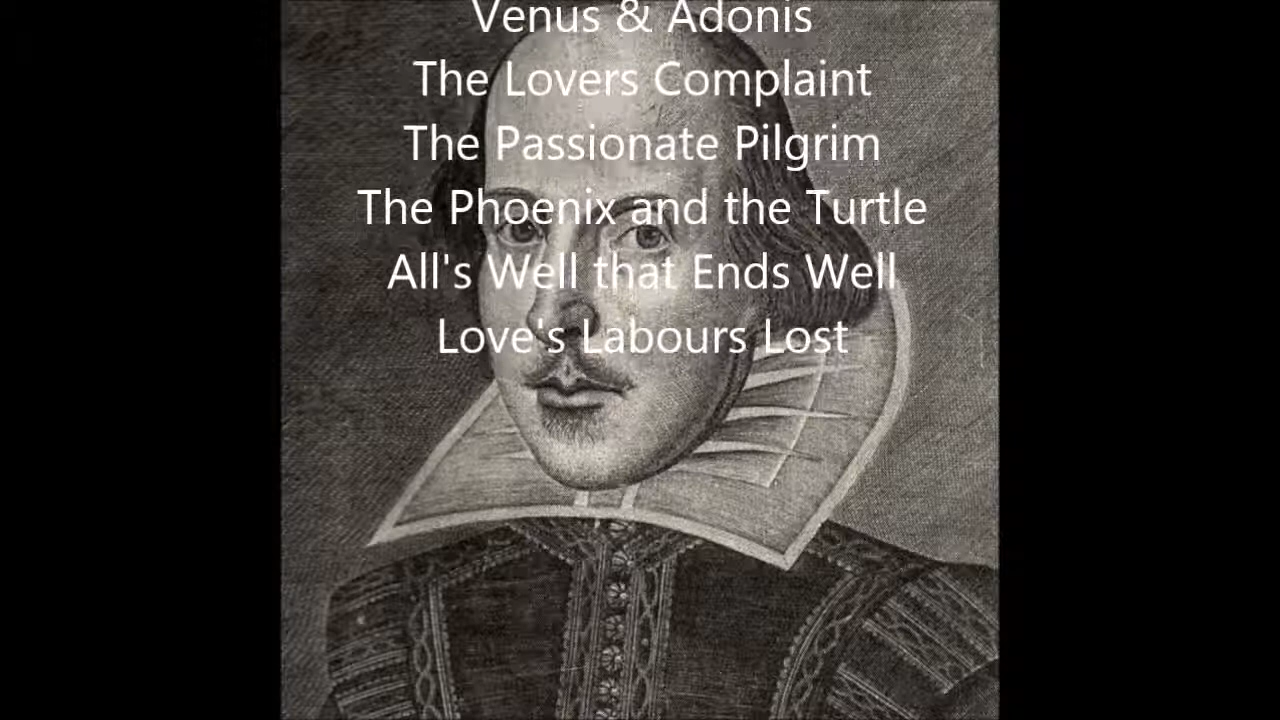 Venus & Adonis
The Lovers Complaint
The Passionate Pilgrim
The Phoenix and the Turtle
All's Well that Ends Well
Love's Labours Lost